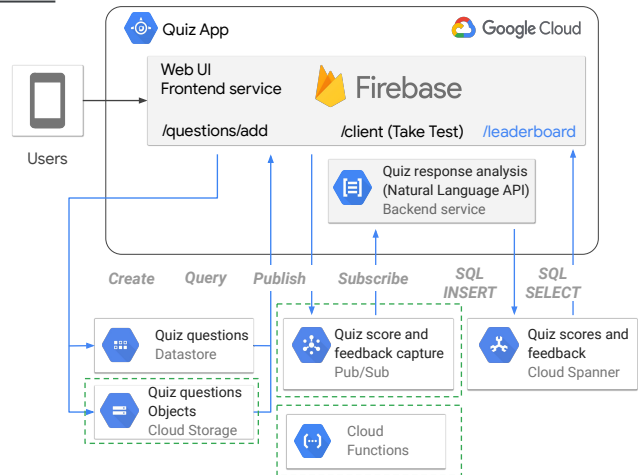 Quiz App
Google Cloud
Web UI
Frontend service
Firebase
/questions/add
/client (Take Test)
/leaderboard
Users
Quiz response analysis
(Natural Language API)
Backend service
Create
Query
Publish
Subscribe
SQL
INSERT
SQL
SELECT
Quiz questions
Datastore
Quiz score and
feedback capture
Pub/Sub
Quiz scores and
feedback
Cloud Spanner
Quiz questions
Objects
Cloud Storage
Cloud
Functions